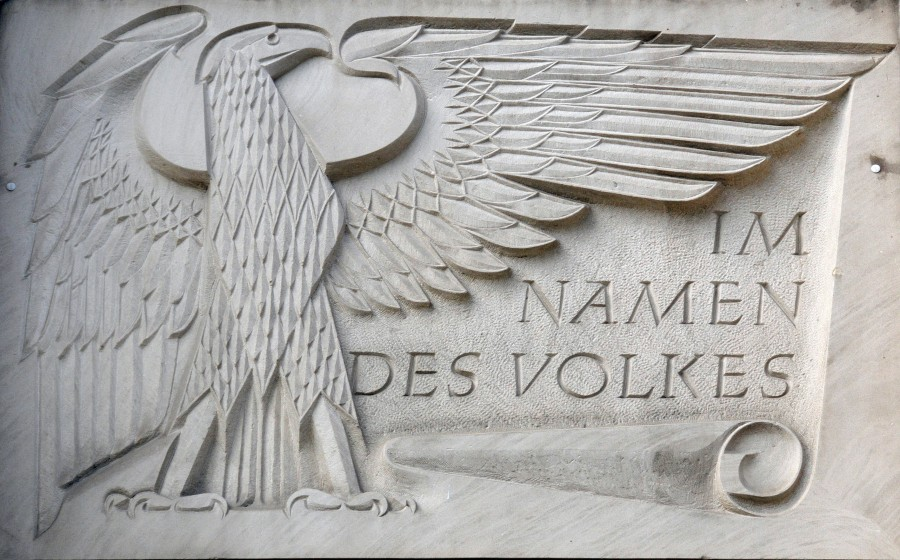 IM
NAMEN
DES VOLKES